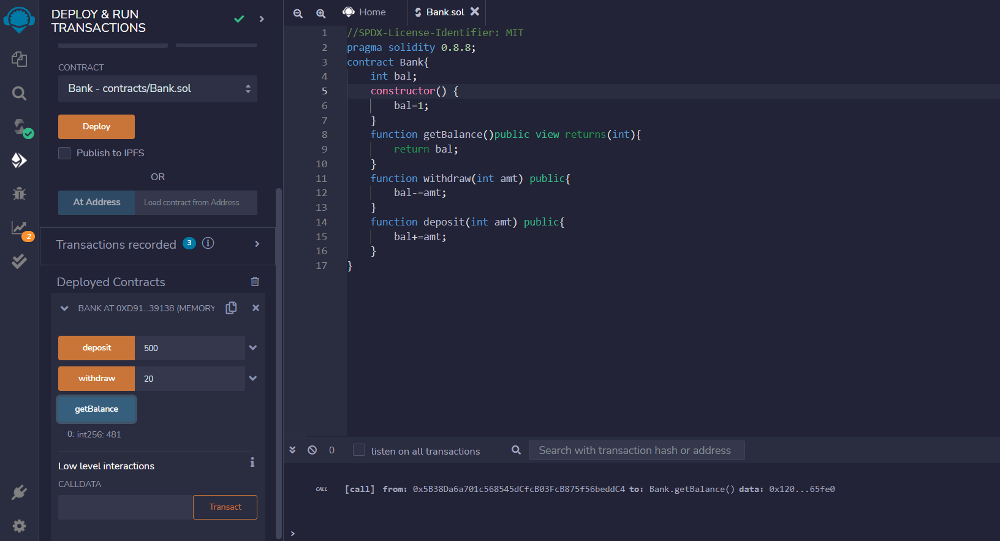 DEPLOY & RUN
TRANSACTIONS
CONTRACT
Bank - contracts/Bank.sol
Deploy
Publish to IPFS
OR
At Address Load contract from Address
2
Transactions recorded 3 i
Deployed Contracts
BANK AT 0XD91...39138 (MEMORY
deposit 500
withdraw 20
getBalance
0: int256: 481
Low level interactions i
CALLDATA
Transact
Home Bank.sol
1 //SPDX-License-Identifier: MIT
2 pragma solidity 0.8.8;
3 contract Bank{
4 int bal;
5 constructor() {
6 bal=1;
7 }
8 function getBalance()public view returns(int){
9 return bal;
10 }
11 function withdraw(int amt) public{
12 bal-=amt;
13 }
14 function deposit(int amt) public{
15 bal+=amt;
16 }
17 }
0 listen on all transactions Search with transaction hash or address
CALL [call] from: 0x5B38Da6a701c568545dCfcB03FcB875f56beddC4 to: Bank.getBalance() data: 0x120...65fe0
>